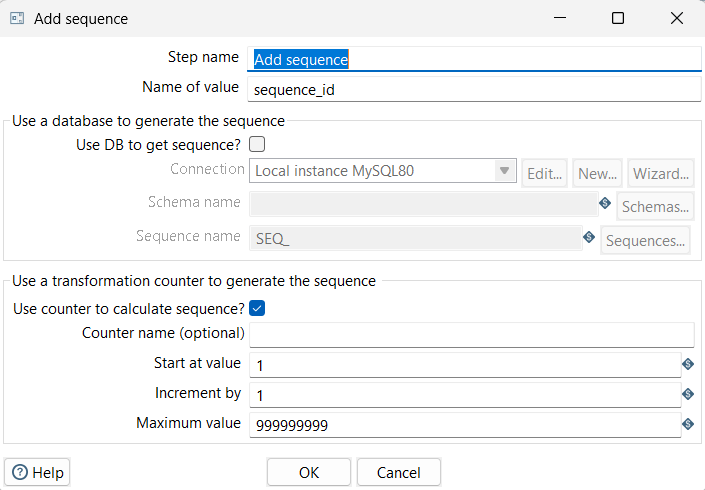 Add sequence
Step name Add sequence
Name of value sequence_id
Use a database to generate the sequence
Use DB to get sequence?
Connection Local instance MySQL80 Edit... New... Wizard...
Schema name Schemas...
Sequence name SEQ_ Sequences...
Use a transformation counter to generate the sequence
Use counter to calculate sequence?
Counter name (optional)
Start at value 1
Increment by 1
Maximum value 999999999
Help OK Cancel